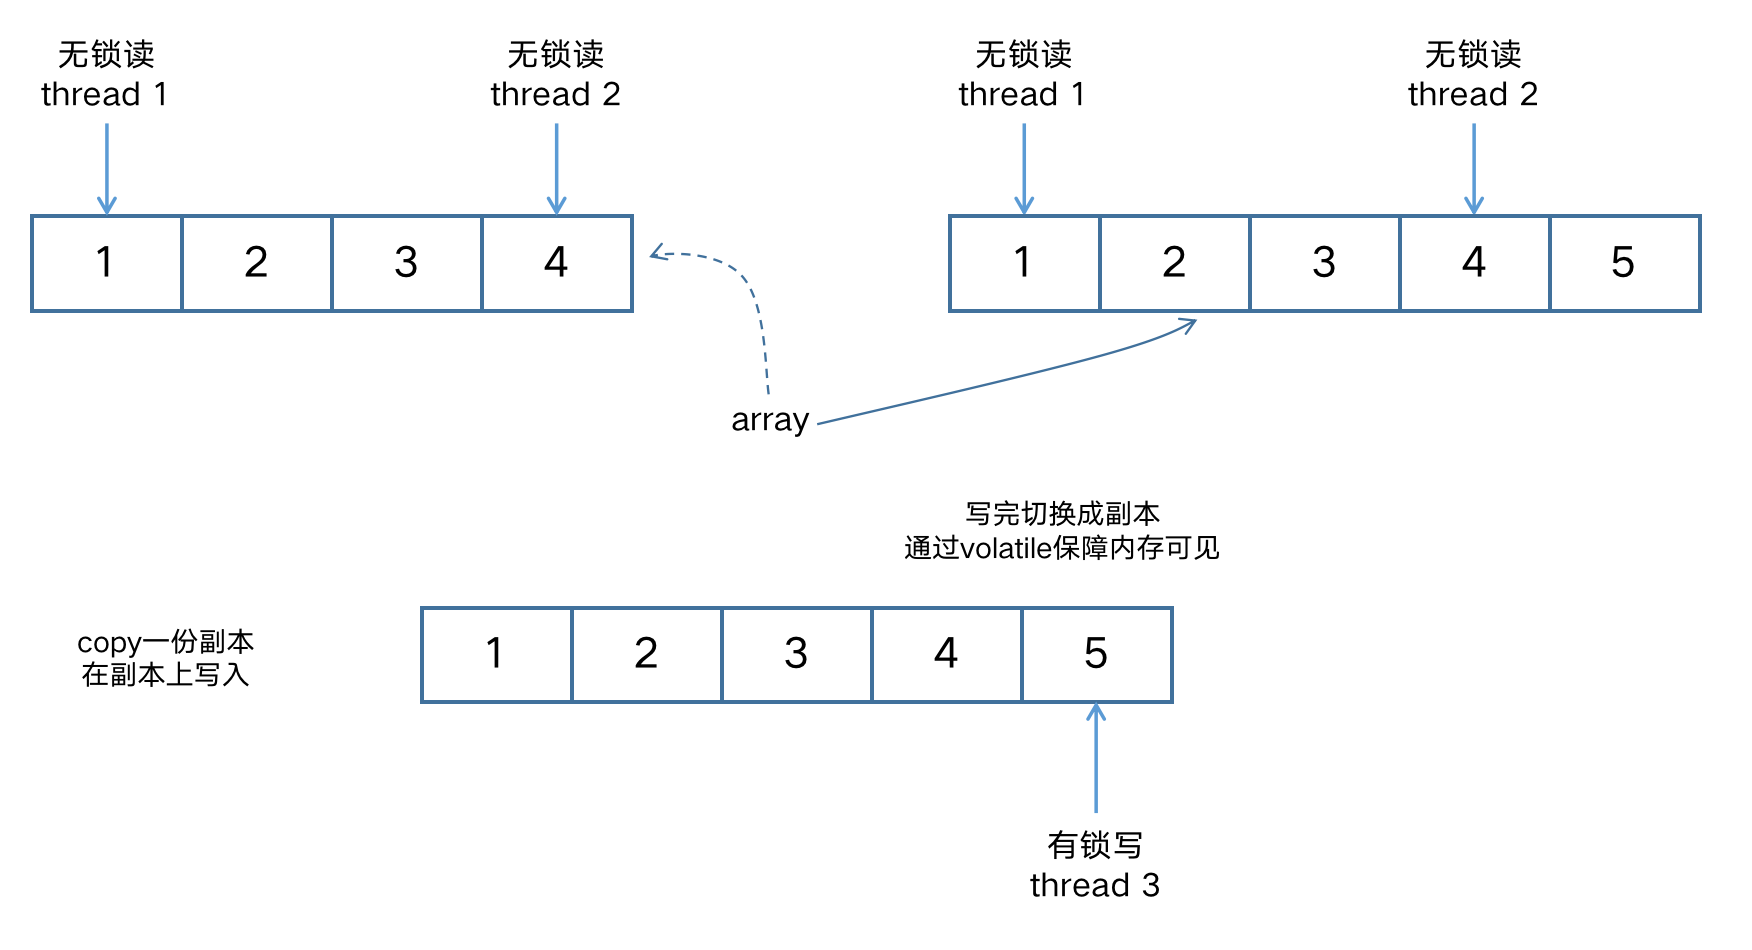 无锁读
thread 1
无锁读
thread 2
无锁读
thread 1
无锁读
thread 2
1 2 3 4
1 2 3 4 5
array
写完切换成副本
通过volatile保障内存可见
copy一份副本
在副本上写入
1 2 3 4 5
有锁写
thread 3